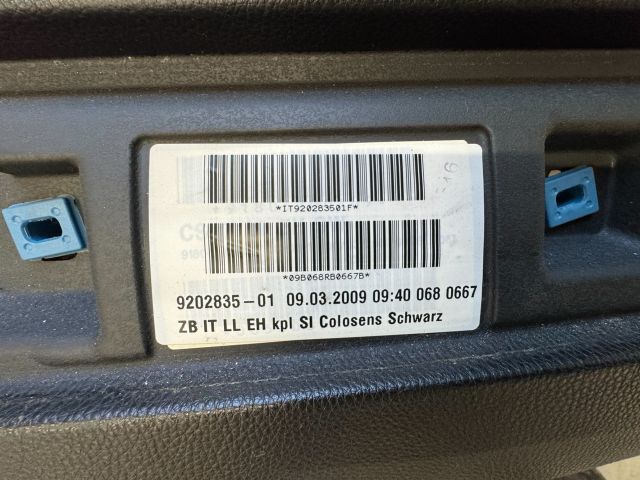 *IT920283501F*
*09B068RB0667B*
9202835-01 09.03.2009 09:40 068 0667
ZB IT LL EH kpl SI Colosens Schwarz